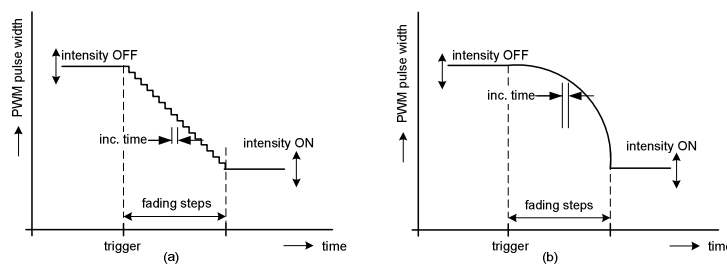 PWM pulse width
intensity OFF
inc. time
intensity ON
fading steps
trigger
time
(a)
PWM pulse width
intensity OFF
inc. time
intensity ON
fading steps
trigger
time
(b)